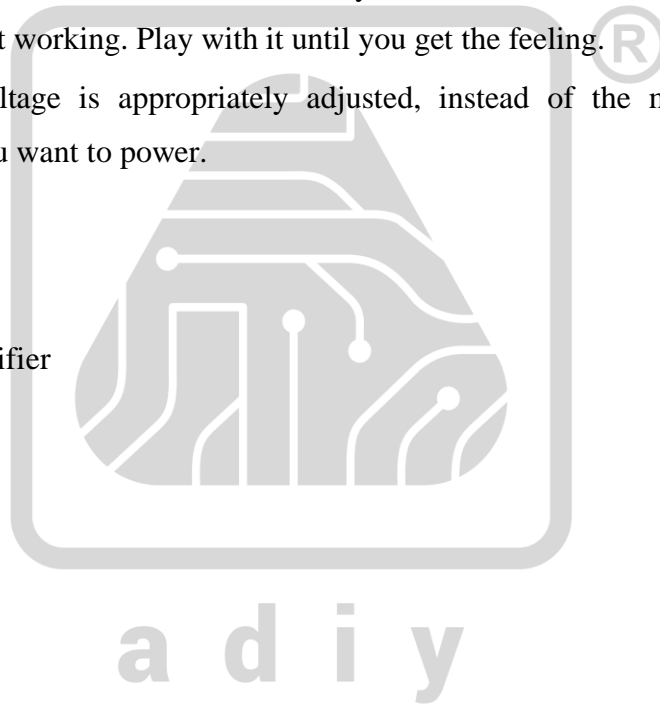 t working. Play with it until you get the feeling.
ltage is appropriately adjusted, instead of the
u want to power.
ifier
R
adiy